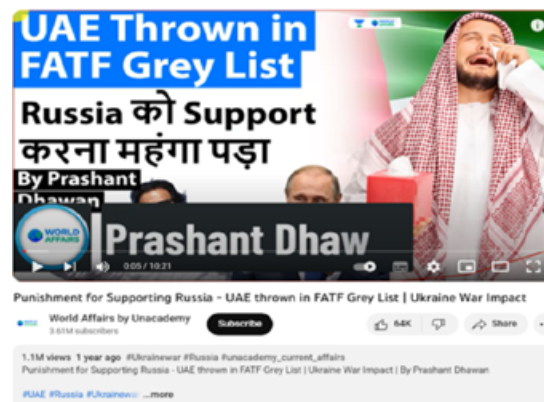 UAE Thrown in
FATF Grey List
Russia को Support
करना महंगा पड़ा
By Prashant
Dhawan
WORLD
AFFAIRS
Prashant Dhaw
0:05 / 10:21
Punishment for Supporting Russia - UAE thrown in FATF Grey List | Ukraine War Impact
World Affairs by Unacademy
3.61M subscribers
Subscribe
64K
Share
1.1M views 1 year ago #Ukrainewar #Russia #unacademy_current_affairs
Punishment for Supporting Russia - UAE thrown in FATF Grey List | Ukraine War Impact | By Prashant Dhawan
#UAE #Russia #Ukrainewar ...more